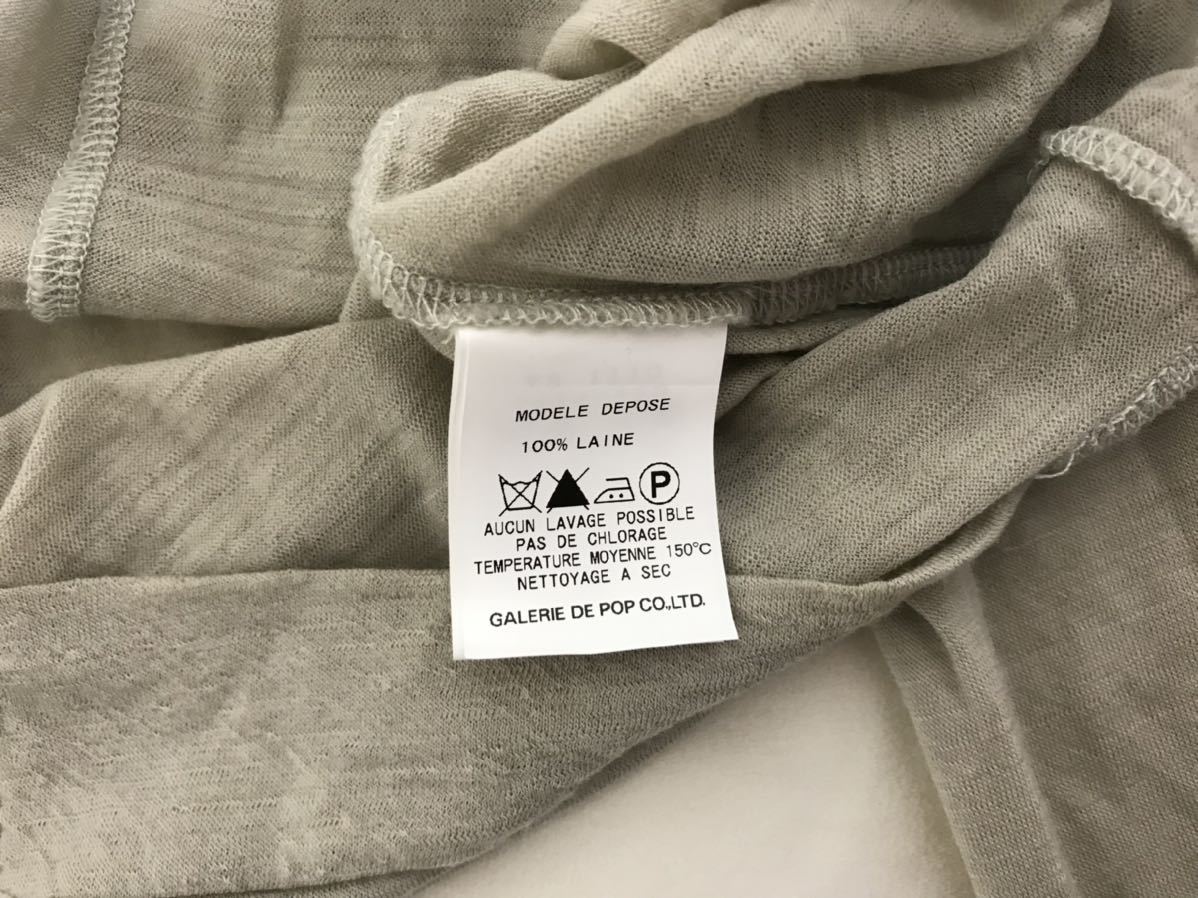 MODELE DEPOSE
100% LAINE
P
AUCUN LAVAGE POSSIBLE
PAS DE CHLORAGE
TEMPERATURE MOYENNE 150°C
NETTOYAGE A SEC
GALERIE DE POP CO.,LTD.